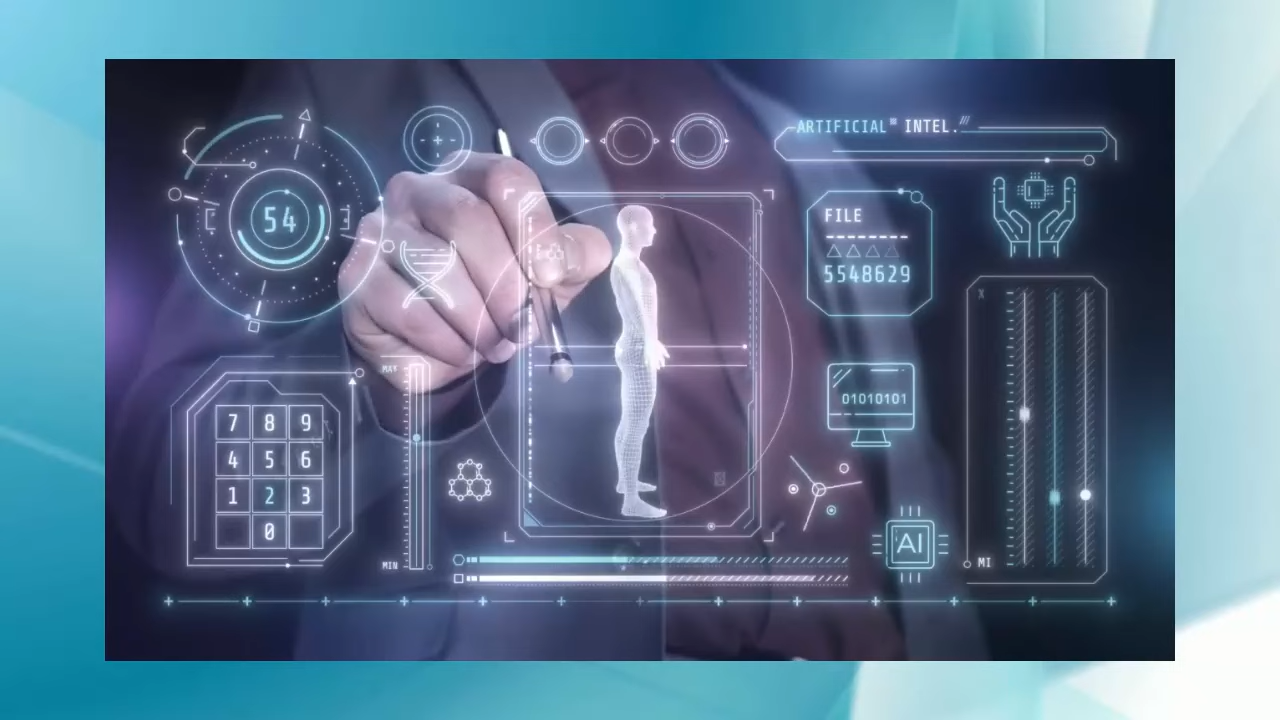 ARTIFICIAL INTEL.
54
FILE
5548629
X
MAX
01010101
7 8 9
4 5 6
1 2 3
0
AI
MIN
MI